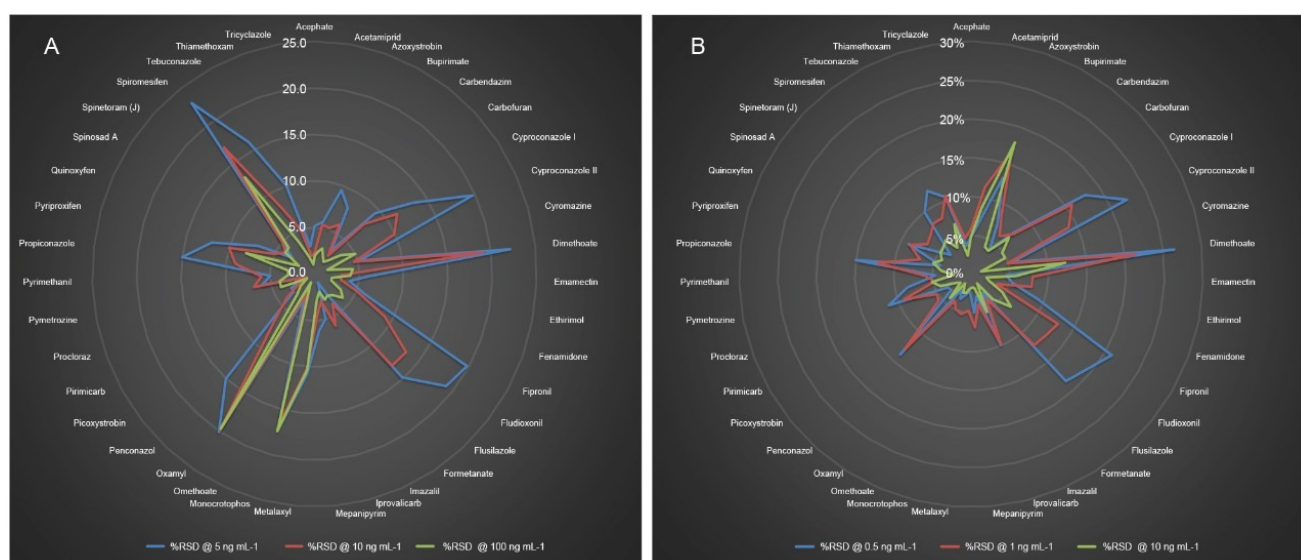 A
Acephate
Acetamiprid
Azoxystrobin
Bupirimate
Carbendazim
Carbofuran
Cyproconazole I
Cyproconazole II
Cyromazine
Dimethoate
Emamectin
Ethirimol
Fenamidone
Fipronil
Fludioxonil
Flusilazole
Formetanate
Imazalil
Iprovalicarb
Mepanipyrim
Metalaxyl
Monocrotophos
Omethoate
Oxamyl
Penconazol
Picoxystrobin
Pirimicarb
Procloraz
Pymetrozine
Pyrimethanil
Propiconazole
Pyriproxifen
Quinoxyfen
Spinosad A
Spinetoram (J)
Spiromesifen
Tebuconazole
Thiamethoxam
Tricyclazole
25.0
20.0
15.0
10.0
5.0
0.0
%RSD @ 5 ng mL-1 %RSD @ 10 ng mL-1 %RSD @ 100 ng mL-1
B
Acephate
Acetamiprid
Azoxystrobin
Bupirimate
Carbendazim
Carbofuran
Cyproconazole I
Cyproconazole II
Cyromazine
Dimethoate
Emamectin
Ethirimol
Fenamidone
Fipronil
Fludioxonil
Flusilazole
Formetanate
Imazalil
Iprovalicarb
Mepanipyrim
Metalaxyl
Monocrotophos
Omethoate
Oxamyl
Penconazol
Picoxystrobin
Pirimicarb
Procloraz
Pymetrozine
Pyrimethanil
Propiconazole
Pyriproxifen
Quinoxyfen
Spinosad A
Spinetoram (J)
Spiromesifen
Tebuconazole
Thiamethoxam
Tricyclazole
30%
25%
20%
15%
10%
5%
0%
%RSD @ 0.5 ng mL-1 %RSD @ 1 ng mL-1 %RSD @ 10 ng mL-1